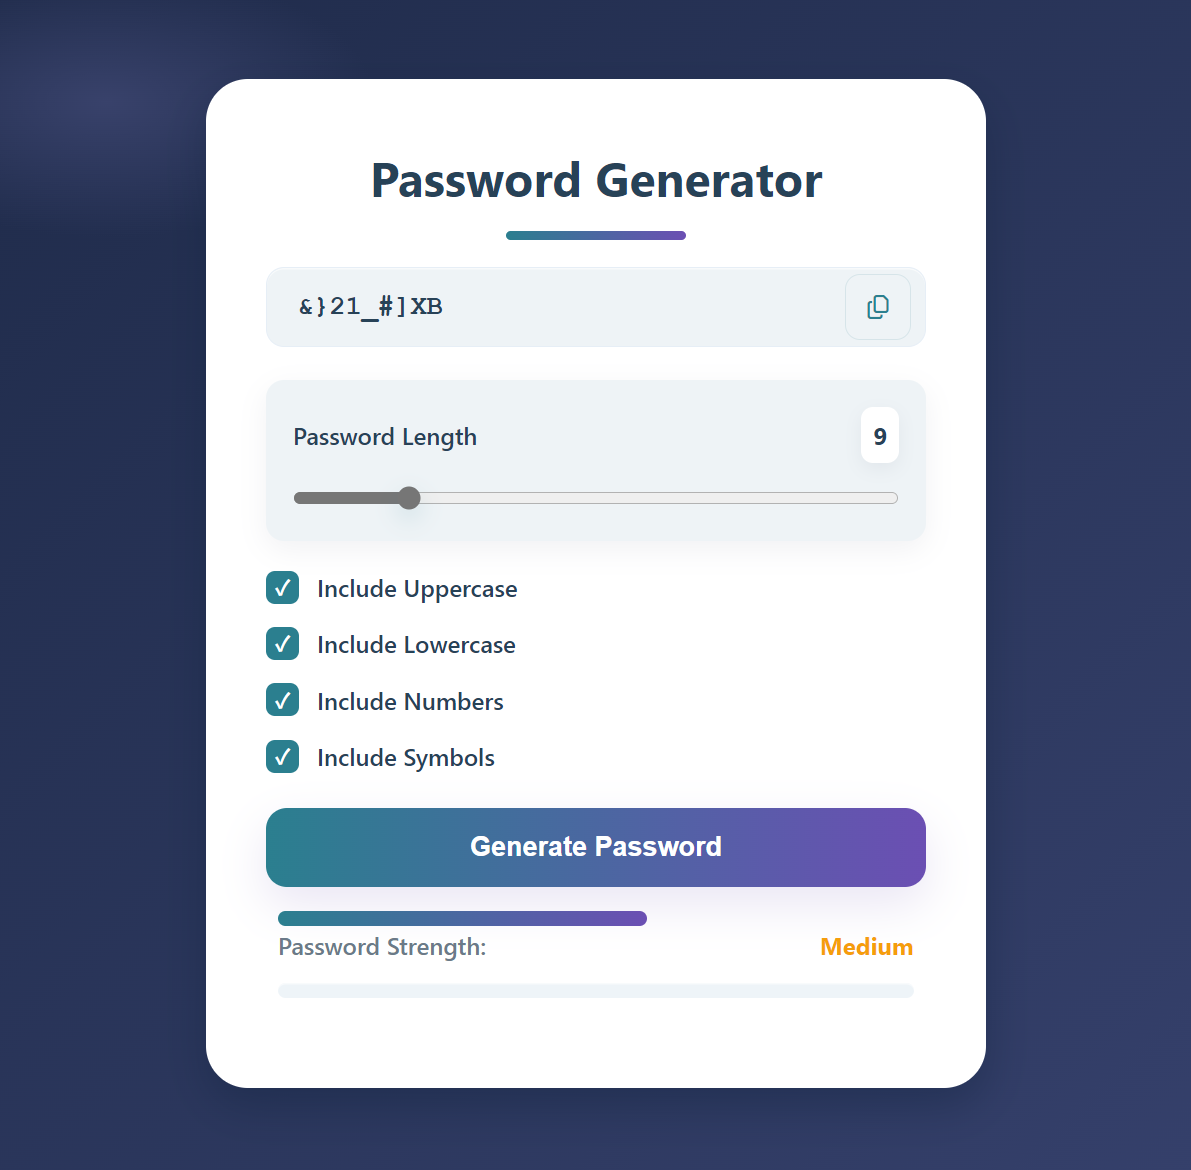 Password Generator
&}21_#]XB
Password Length
9
Include Uppercase
Include Lowercase
Include Numbers
Include Symbols
Generate Password
Password Strength:
Medium